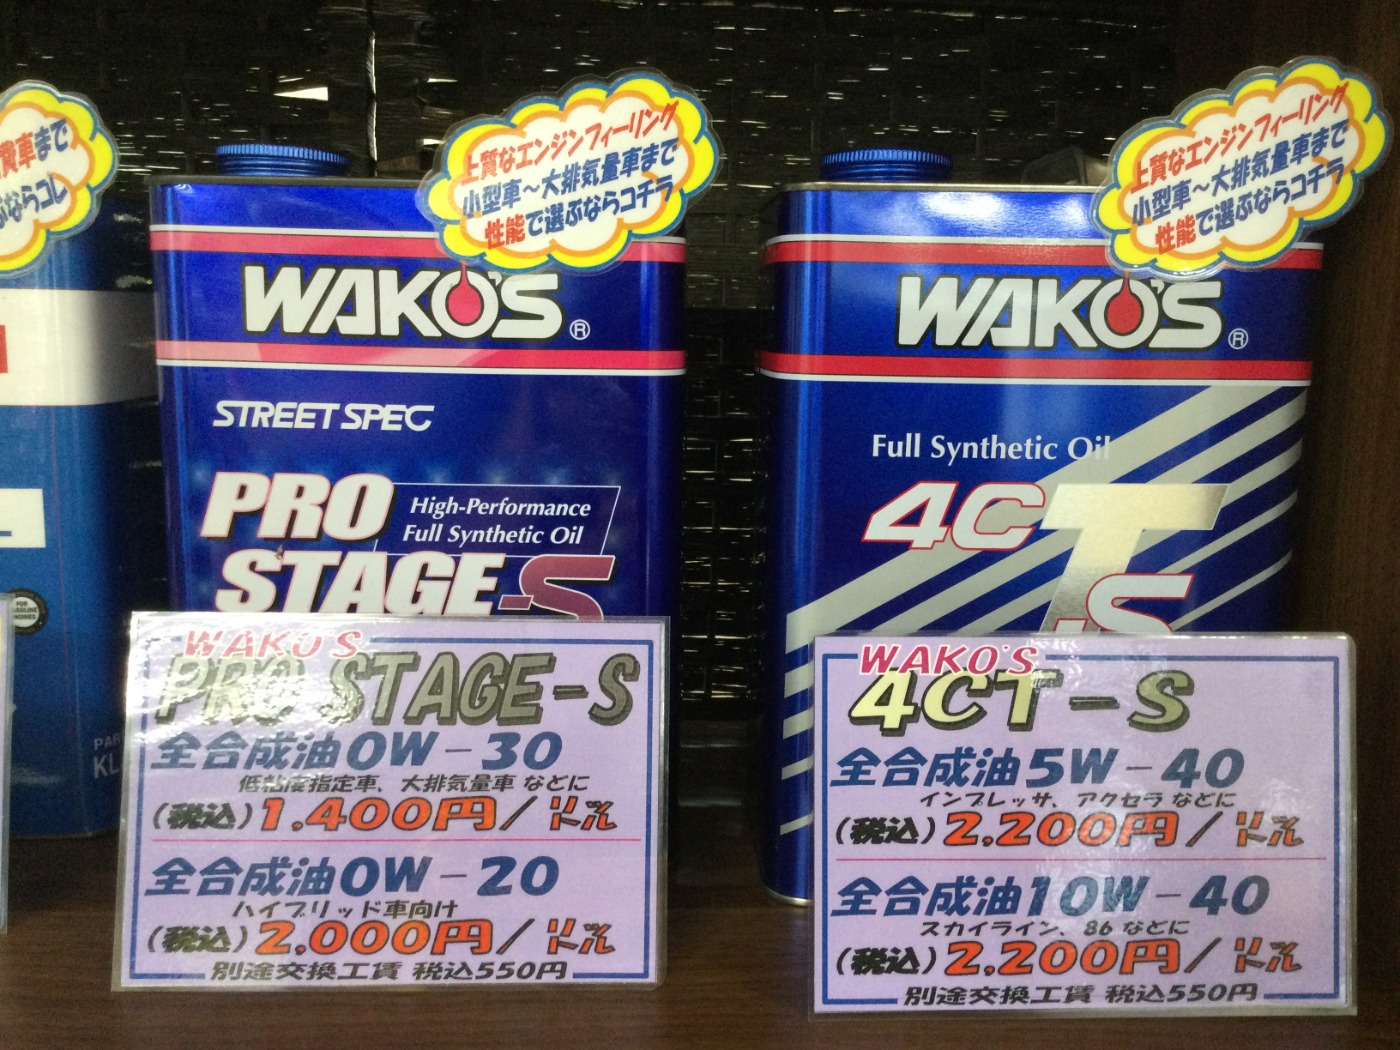 費車まで
ぶならコレ
上質なエンジンフィーリング
小型車～大排気量車まで
性能で選ぶならコチラ
WAKO'S®
STREET SPEC
PRO
STAGE-S
High-Performance
Full Synthetic Oil
上質なエンジンフィーリング
小型車～大排気量車まで
性能で選ぶならコチラ
WAKO'S®
Full Synthetic Oil
4CT-S
FOR
GASOLINE
ENGINES
WAKO'S
PRO STAGE-S
全合成油0W-30
低粘度指定車、大排気量車 などに
(税込)1,400円/リットル
全合成油0W-20
ハイブリッド車向け
(税込)2,000円/リットル
別途交換工賃 税込550円
WAKO'S
4CT-S
全合成油5W-40
インプレッサ、アクセラ などに
(税込)2,200円/リットル
全合成油10W-40
スカイライン、86 などに
(税込)2,200円/リットル
別途交換工賃 税込550円